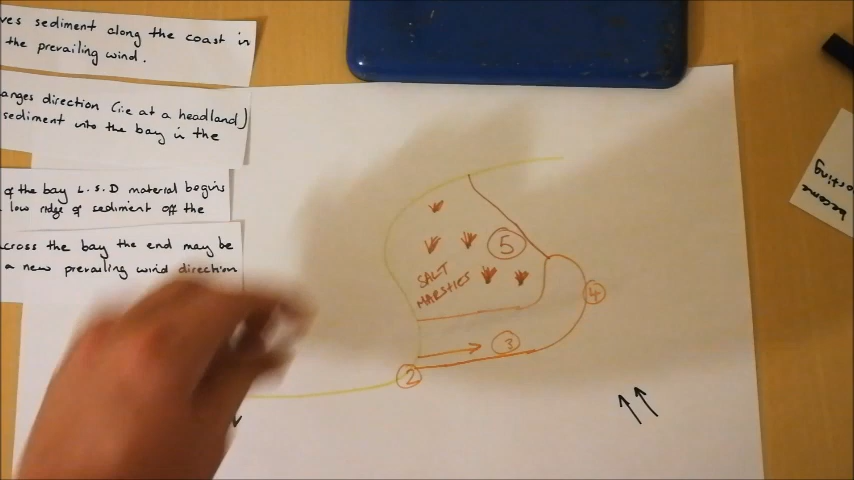 ves sediment along the coast in
the prevailing wind.
anges direction (i.e at a headland)
sediment into the bay in the
of the bay L.S.D material begins
low ridge of sediment off the
cross the bay the end may be
a new prevailing wind direction
5
SALT
MARSHES
4
3
2
become